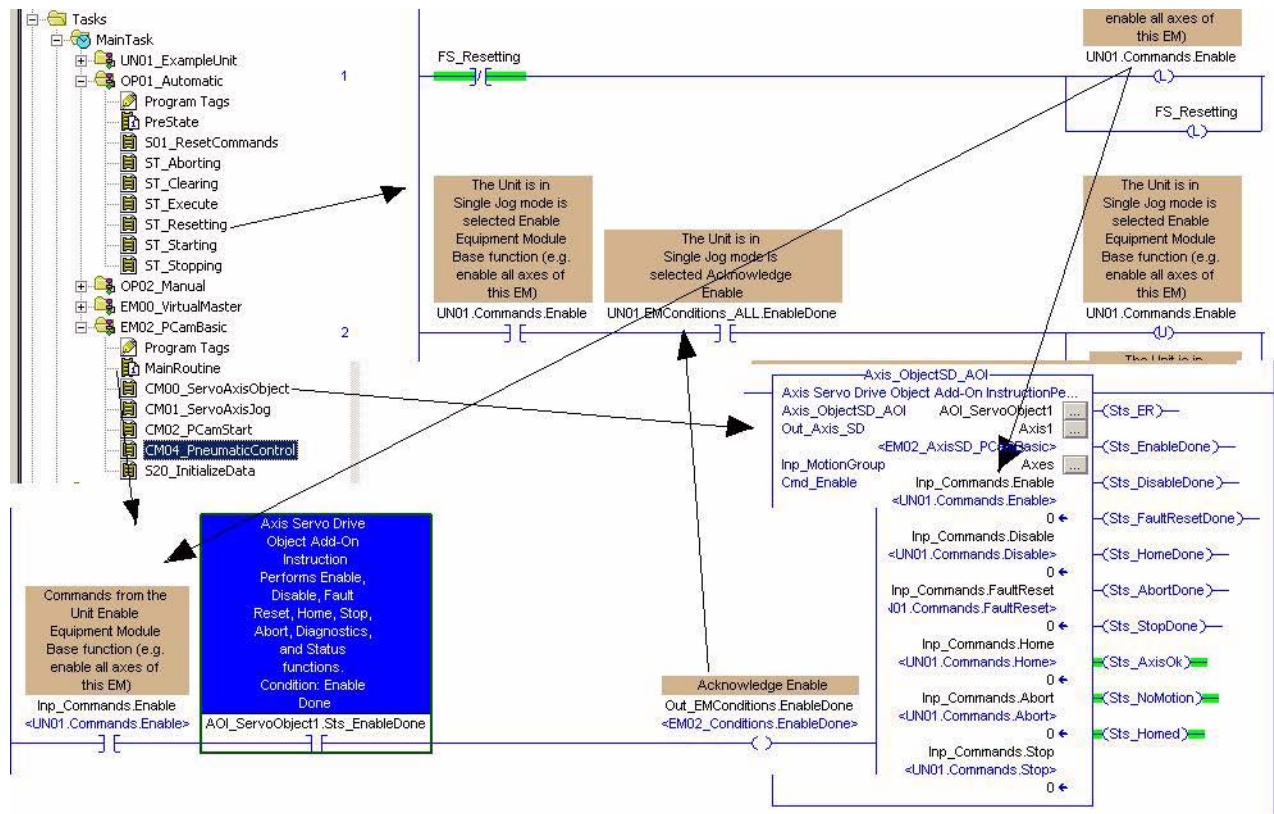 Tasks
MainTask
UN01_ExampleUnit
OP01_Automatic
Program Tags
PreState
S01_ResetCommands
ST_Aborting
ST_Clearing
ST_Execute
ST_Resetting
ST_Starting
ST_Stopping
OP02_Manual
EM00_VirtualMaster
EM02_PCamBasic
Program Tags
MainRoutine
CM00_ServoAxisObject
CM01_ServoAxisJog
CM02_PCamStart
CM04_PneumaticControl
S20_InitializeData
1
FS_Resetting
enable all axes of
this EM)
UN01.Commands.Enable
L
FS_Resetting
L
2
The Unit is in
Single Jog mode is
selected Enable
Equipment Module
Base function (e.g.
enable all axes of
this EM)
UN01.Commands.Enable
The Unit is in
Single Jog mode is
selected Acknowledge
Enable
UN01.EMConditions_ALL.EnableDone
The Unit is in
Single Jog mode is
selected Enable
Equipment Module
Base function (e.g.
enable all axes of
this EM)
UN01.Commands.Enable
U
The Unit is in
Axis_ObjectSD_AOI
Axis Servo Drive Object Add-On InstructionPe...
Axis_ObjectSD_AOI AOI_ServoObject1 ...
Out_Axis_SD Axis1 ...
<EM02_AxisSD_PCamBasic>
Inp_MotionGroup Axes ...
Cmd_Enable Inp_Commands.Enable
<UN01.Commands.Enable>
0
Inp_Commands.Disable
<UN01.Commands.Disable>
0
Inp_Commands.FaultReset
J01.Commands.FaultReset>
0
Inp_Commands.Home
<UN01.Commands.Home>
0
Inp_Commands.Abort
<UN01.Commands.Abort>
0
Inp_Commands.Stop
<UN01.Commands.Stop>
0
(Sts_ER)
(Sts_EnableDone)
(Sts_DisableDone)
(Sts_FaultResetDone)
(Sts_HomeDone)
(Sts_AbortDone)
(Sts_StopDone)
(Sts_AxisOk)
(Sts_NoMotion)
(Sts_Homed)
Commands from the
Unit Enable
Equipment Module
Base function (e.g.
enable all axes of
this EM)
Inp_Commands.Enable
<UN01.Commands.Enable>
Axis Servo Drive
Object Add-On
Instruction
Performs Enable,
Disable, Fault
Reset, Home, Stop,
Abort, Diagnostics,
and Status
functions.
Condition: Enable
Done
AOI_ServoObject1.Sts_EnableDone
Acknowledge Enable
Out_EMConditions.EnableDone
<EM02_Conditions.EnableDone>